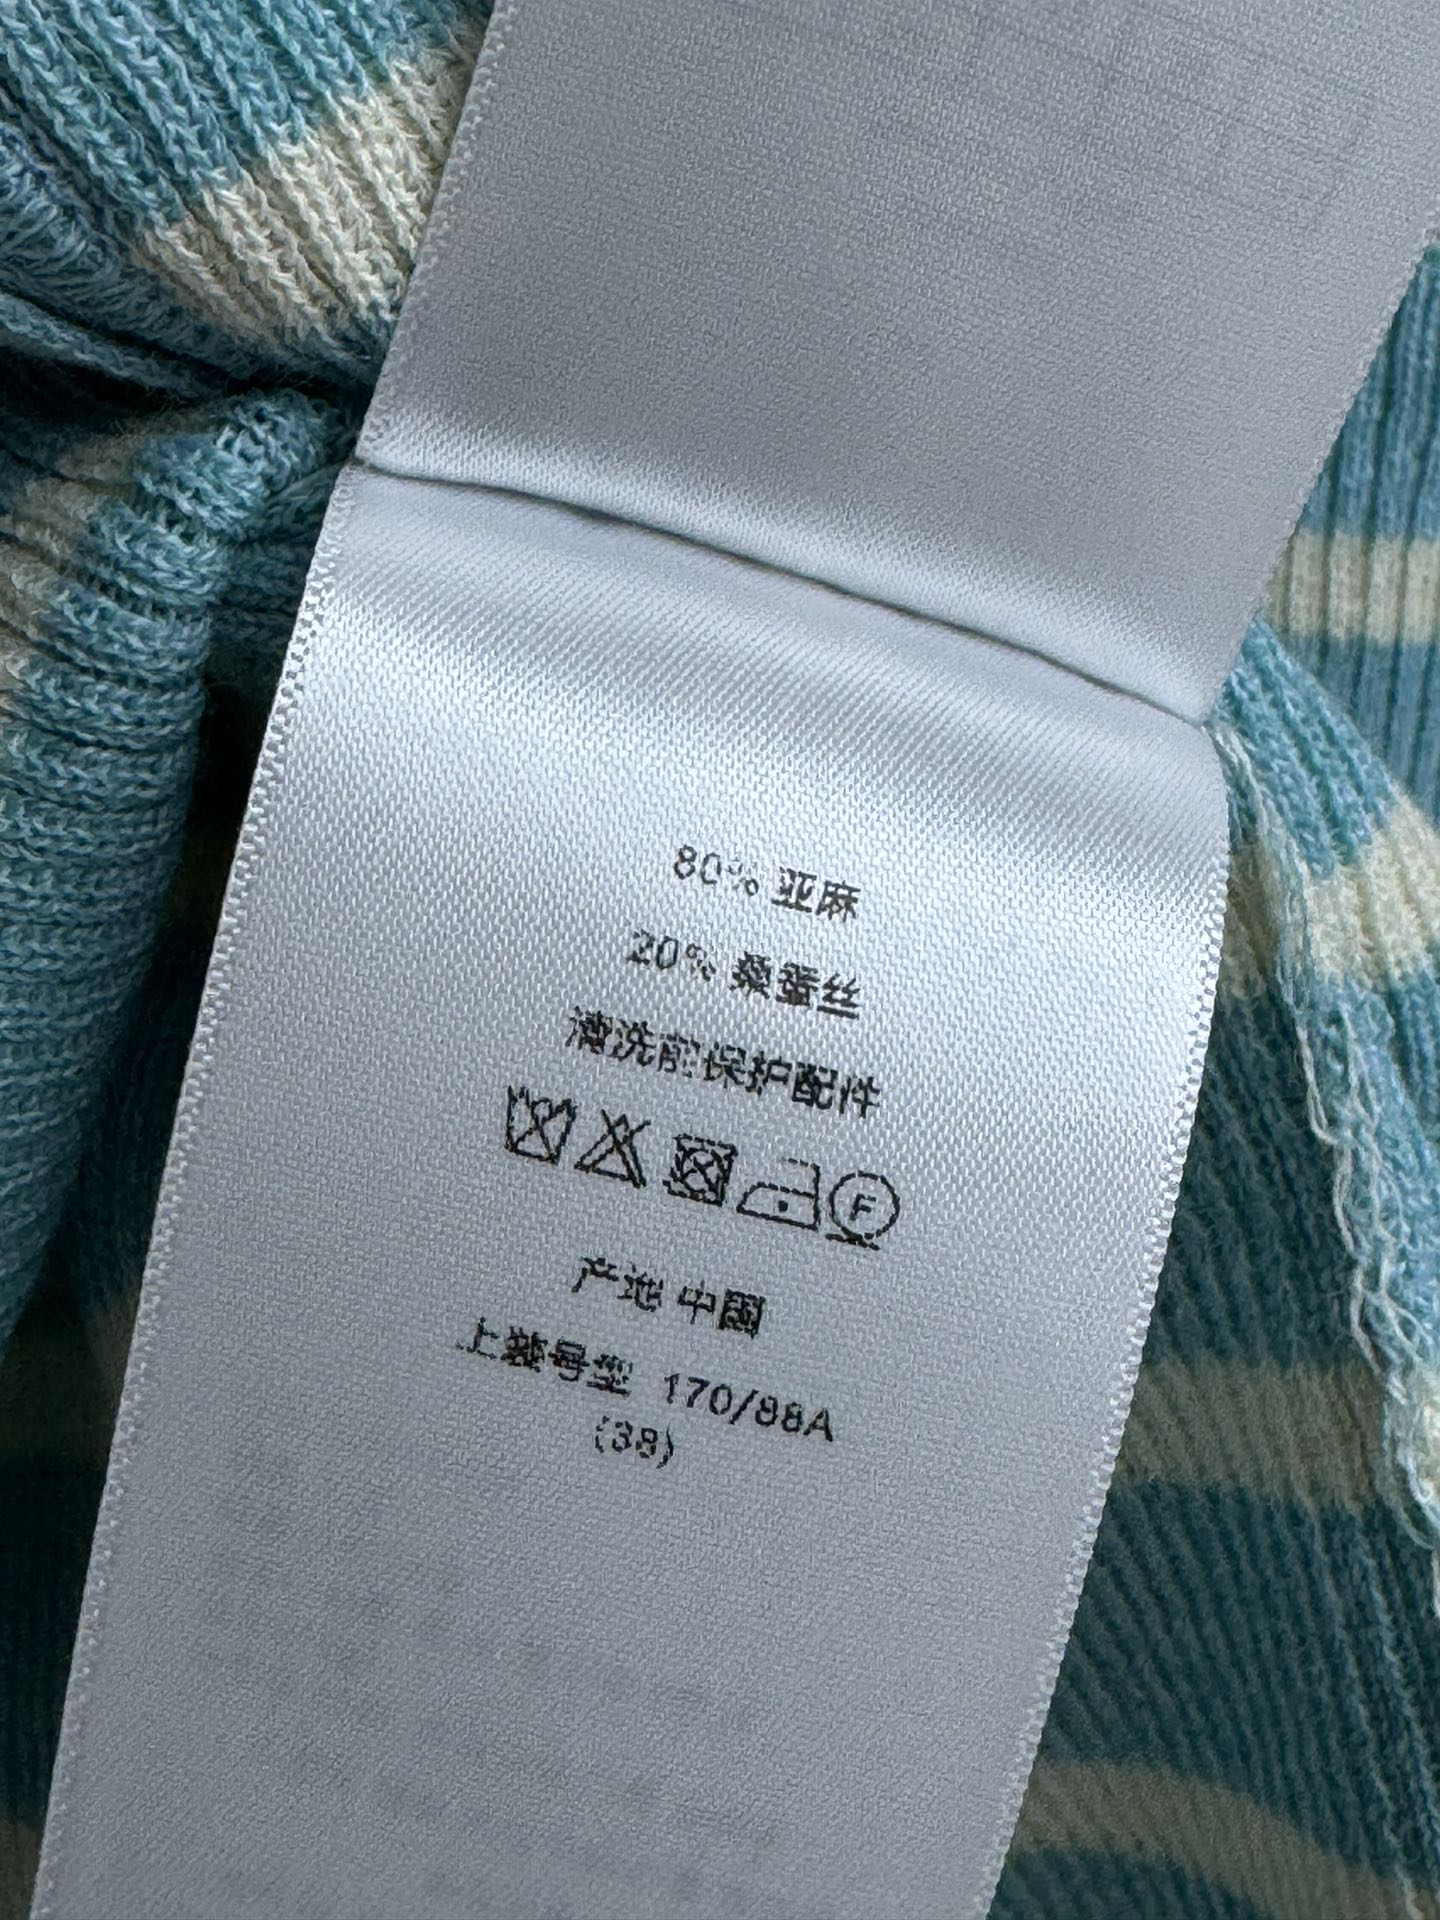 80% 亚麻
20% 桑蚕丝
清洗前保护配件
F
产地 中国
上装号型 170/88A
(38)